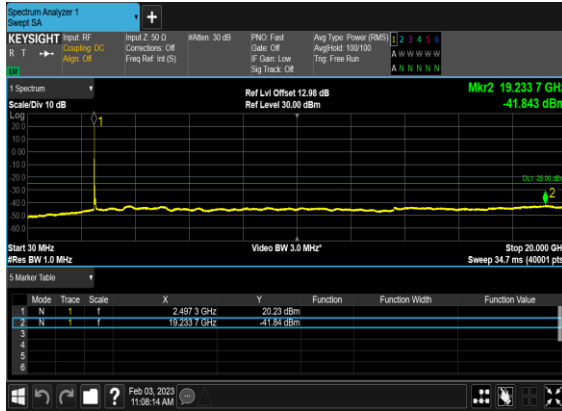 Spectrum Analyzer 1
Swept SA
+
KEYSIGHT Input: RF Input Z: 50 Ω #Atten: 30 dB PNO: Fast Avg Type: Power (RMS) 1 2 3 4 5 6
R T Coupling: DC Corrections: Off Gate: Off Avg|Hold: 100/100 A W W W W W
Align: Off Freq Ref: Int (S) IF Gain: Low Trig: Free Run
LU Sig Track: Off A N N N N N
1 Spectrum Ref Lvl Offset 12.98 dB Mkr2 19.233 7 GHz
Scale/Div 10 dB Ref Level 30.00 dBm -41.843 dBm
Log
20.0
10.0
0.00
-10.0
-20.0
-30.0
-40.0
-50.0
-60.0
1
DL1 -25.00 dBm
2
Start 30 MHz Video BW 3.0 MHz* Stop 20.000 GH
#Res BW 1.0 MHz Sweep 34.7 ms (40001 pts
5 Marker Table
Mode Trace Scale X Y Function Function Width Function Value
1 N 1 f 2.497 3 GHz 20.23 dBm
2 N 1 f 19.233 7 GHz -41.84 dBm
3
4
5
6
? Feb 03, 2023
11:08:14 AM